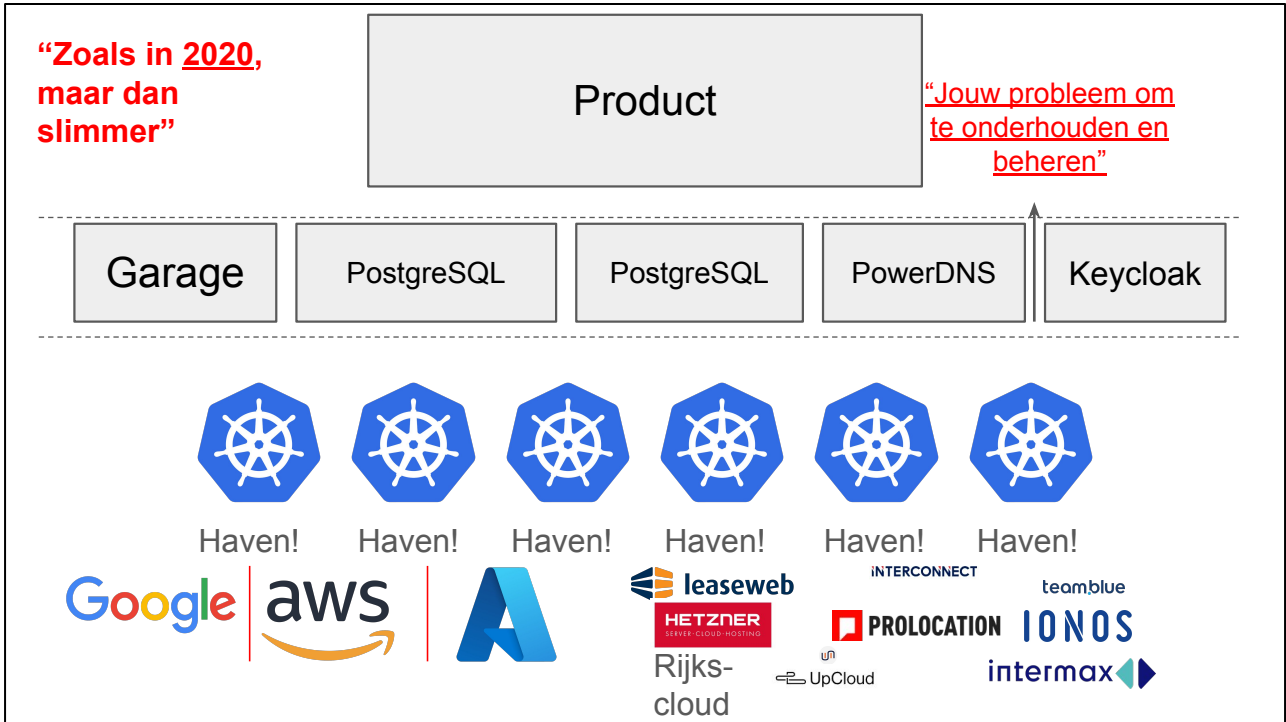 “Zoals in 2020,
maar dan
slimmer”
Product
“Jouw probleem om
te onderhouden en
beheren”
Garage
PostgreSQL
PostgreSQL
PowerDNS
Keycloak
Haven!
Haven!
Haven!
Haven!
Haven!
Haven!
Google
aws
leaseweb
HETZNER
SERVER·CLOUD·HOSTING
Rijks-
cloud
iNTERCONNECT
PROLOCATION
UpCloud
team.blue
IONOS
intermax